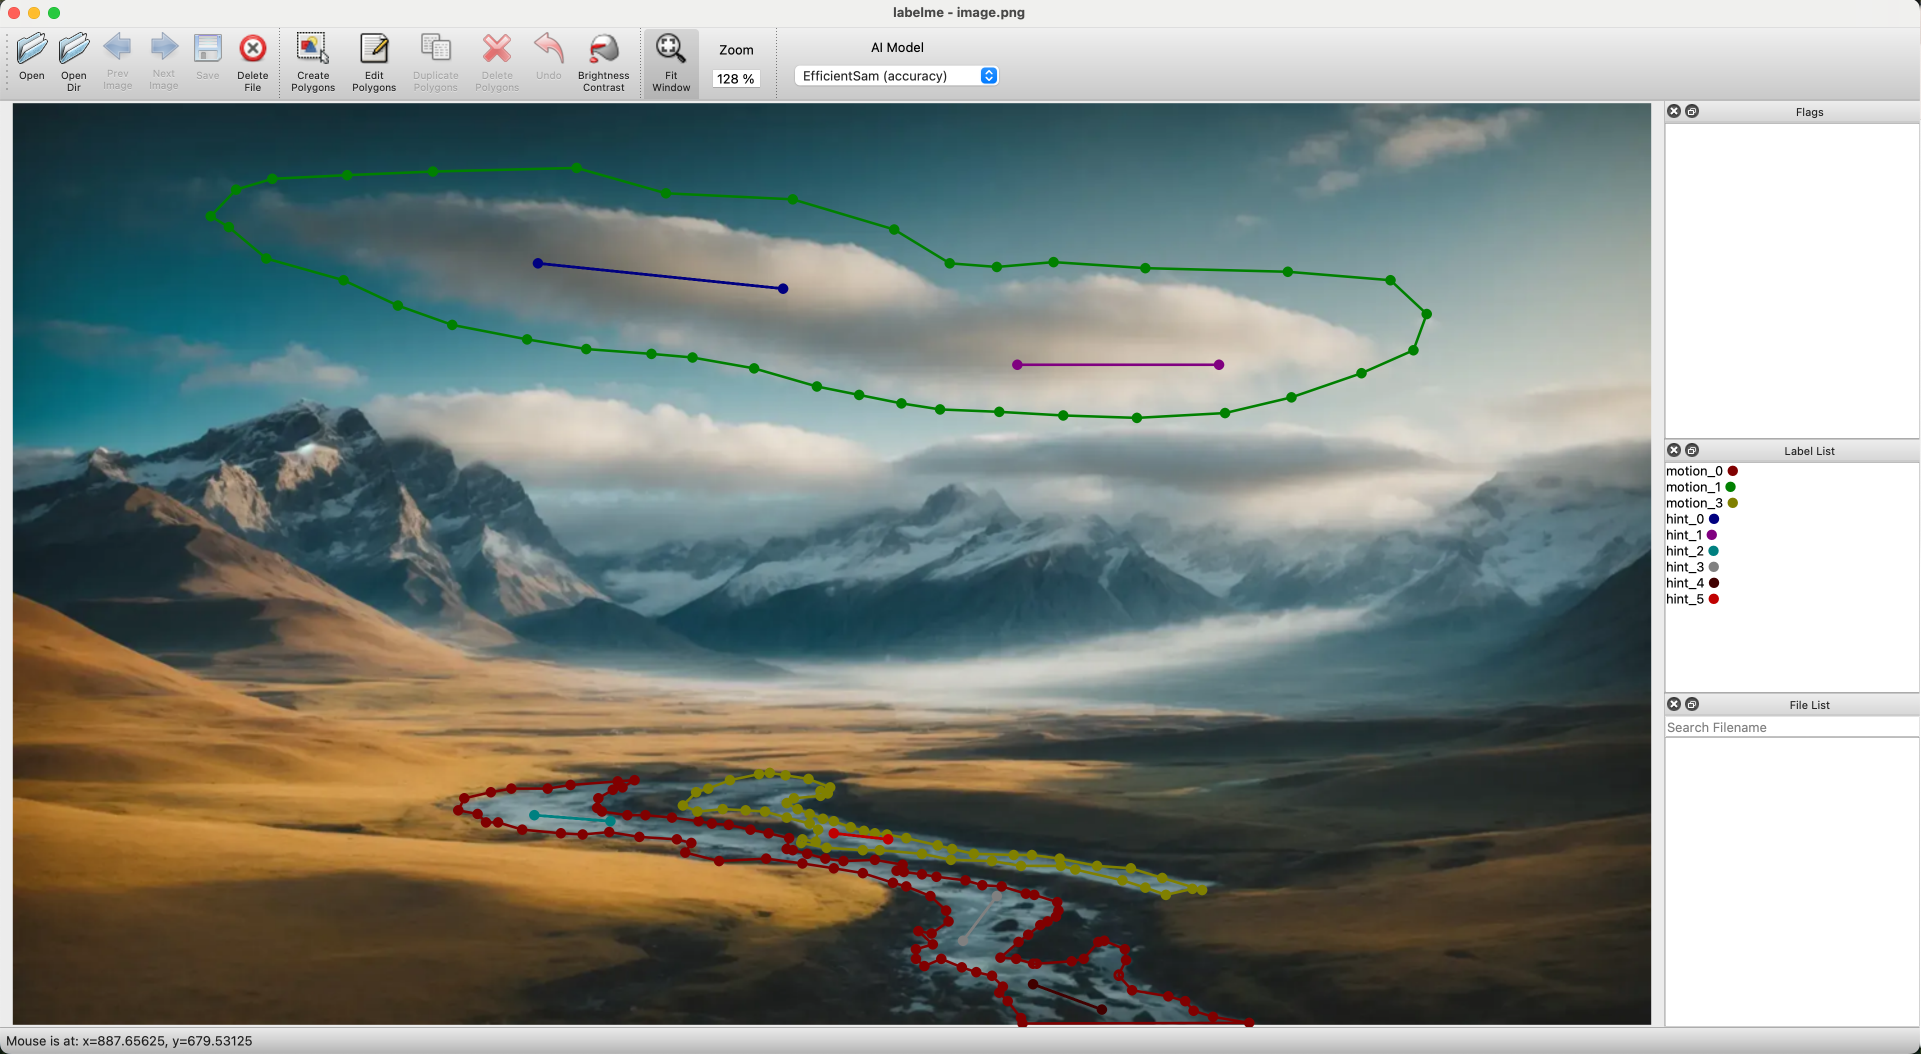 labelme - image.png
Open
Open
Dir
Prev
Image
Next
Image
Save
Delete
File
Create
Polygons
Edit
Polygons
Duplicate
Polygons
Delete
Polygons
Undo
Brightness
Contrast
Fit
Window
Zoom
128 %
AI Model
EfficientSam (accuracy)
Flags
Label List
motion_0
motion_1
motion_3
hint_0
hint_1
hint_2
hint_3
hint_4
hint_5
File List
Search Filename
Mouse is at: x=887.65625, y=679.53125